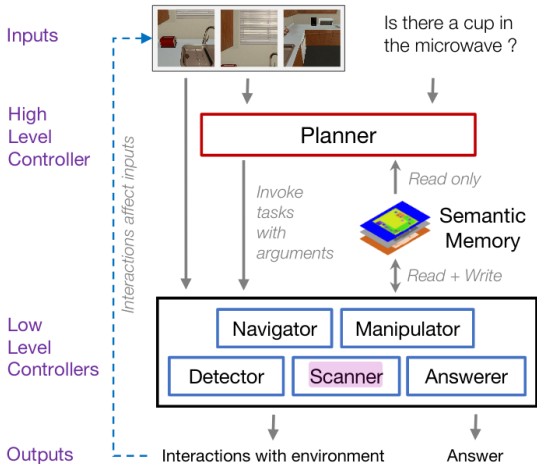 Inputs
Is there a cup in
the microwave ?
High
Level
Controller
Planner
Interactions affect inputs
Invoke
tasks
with
arguments
Read only
Semantic
Memory
Read + Write
Low
Level
Controllers
Navigator
Manipulator
Detector
Scanner
Answerer
Outputs
Interactions with environment
Answer